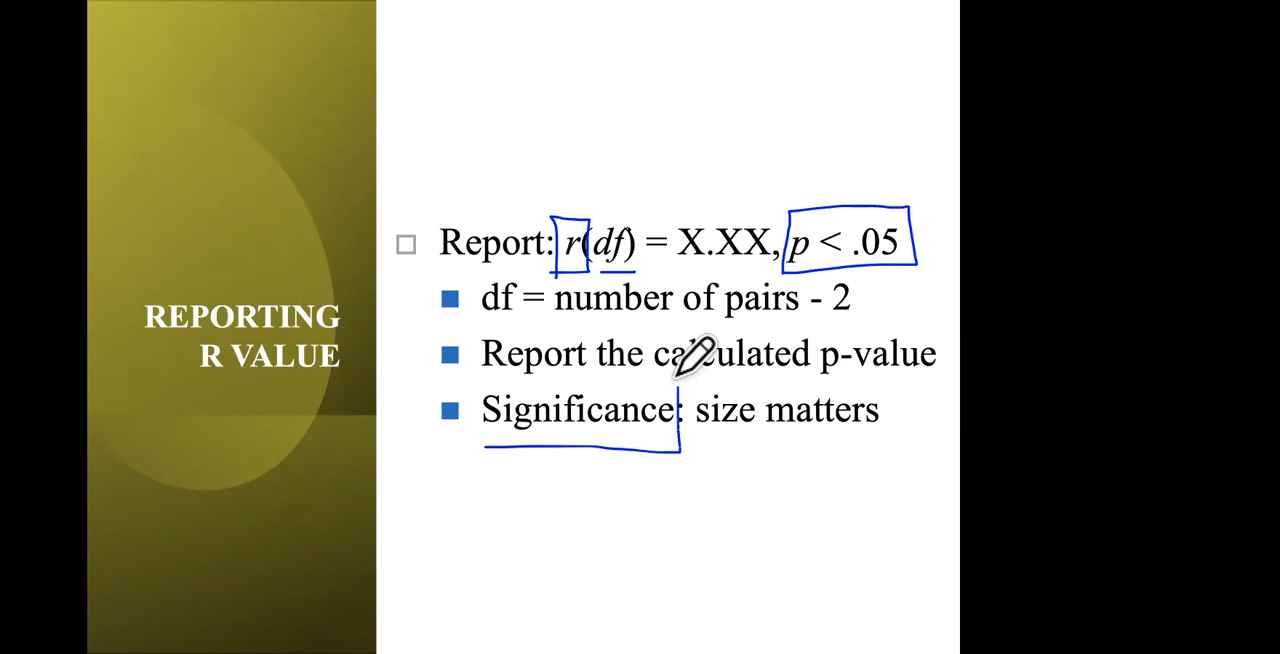 REPORTING
R VALUE
Report: r(df) = X.XX, p < .05
df = number of pairs - 2
Report the calculated p-value
Significance: size matters